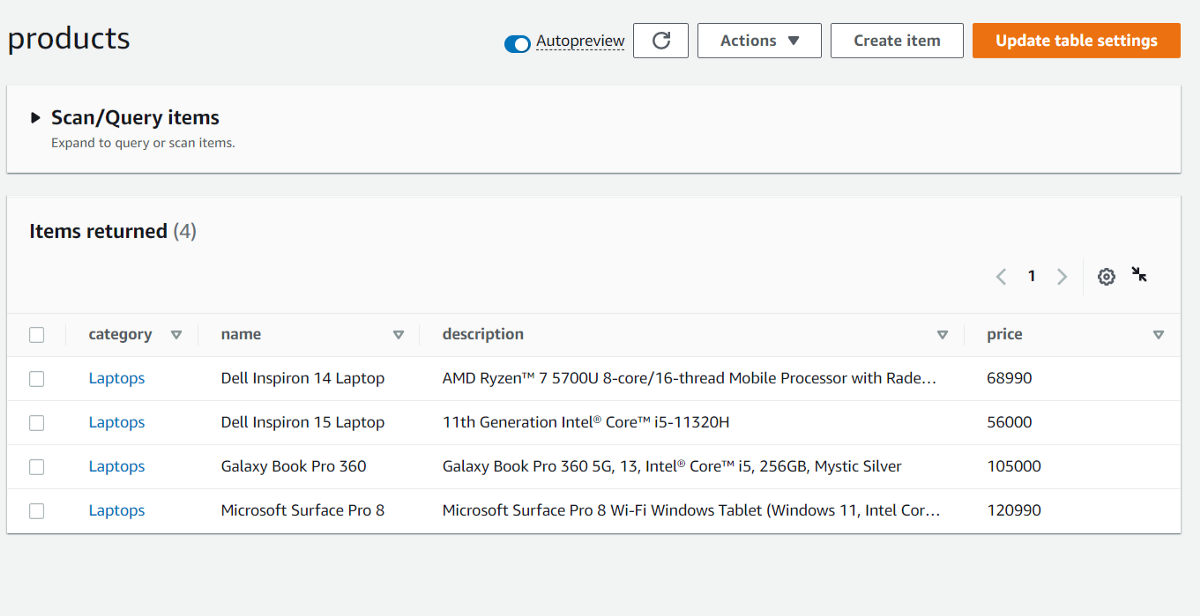 products
Autopreview
Actions
Create item
Update table settings
Scan/Query items
Expand to query or scan items.
Items returned (4)
1
category name description price
Laptops Dell Inspiron 14 Laptop AMD Ryzen™ 7 5700U 8-core/16-thread Mobile Processor with Rade… 68990
Laptops Dell Inspiron 15 Laptop 11th Generation Intel® Core™ i5-11320H 56000
Laptops Galaxy Book Pro 360 Galaxy Book Pro 360 5G, 13, Intel® Core™ i5, 256GB, Mystic Silver 105000
Laptops Microsoft Surface Pro 8 Microsoft Surface Pro 8 Wi-Fi Windows Tablet (Windows 11, Intel Cor… 120990